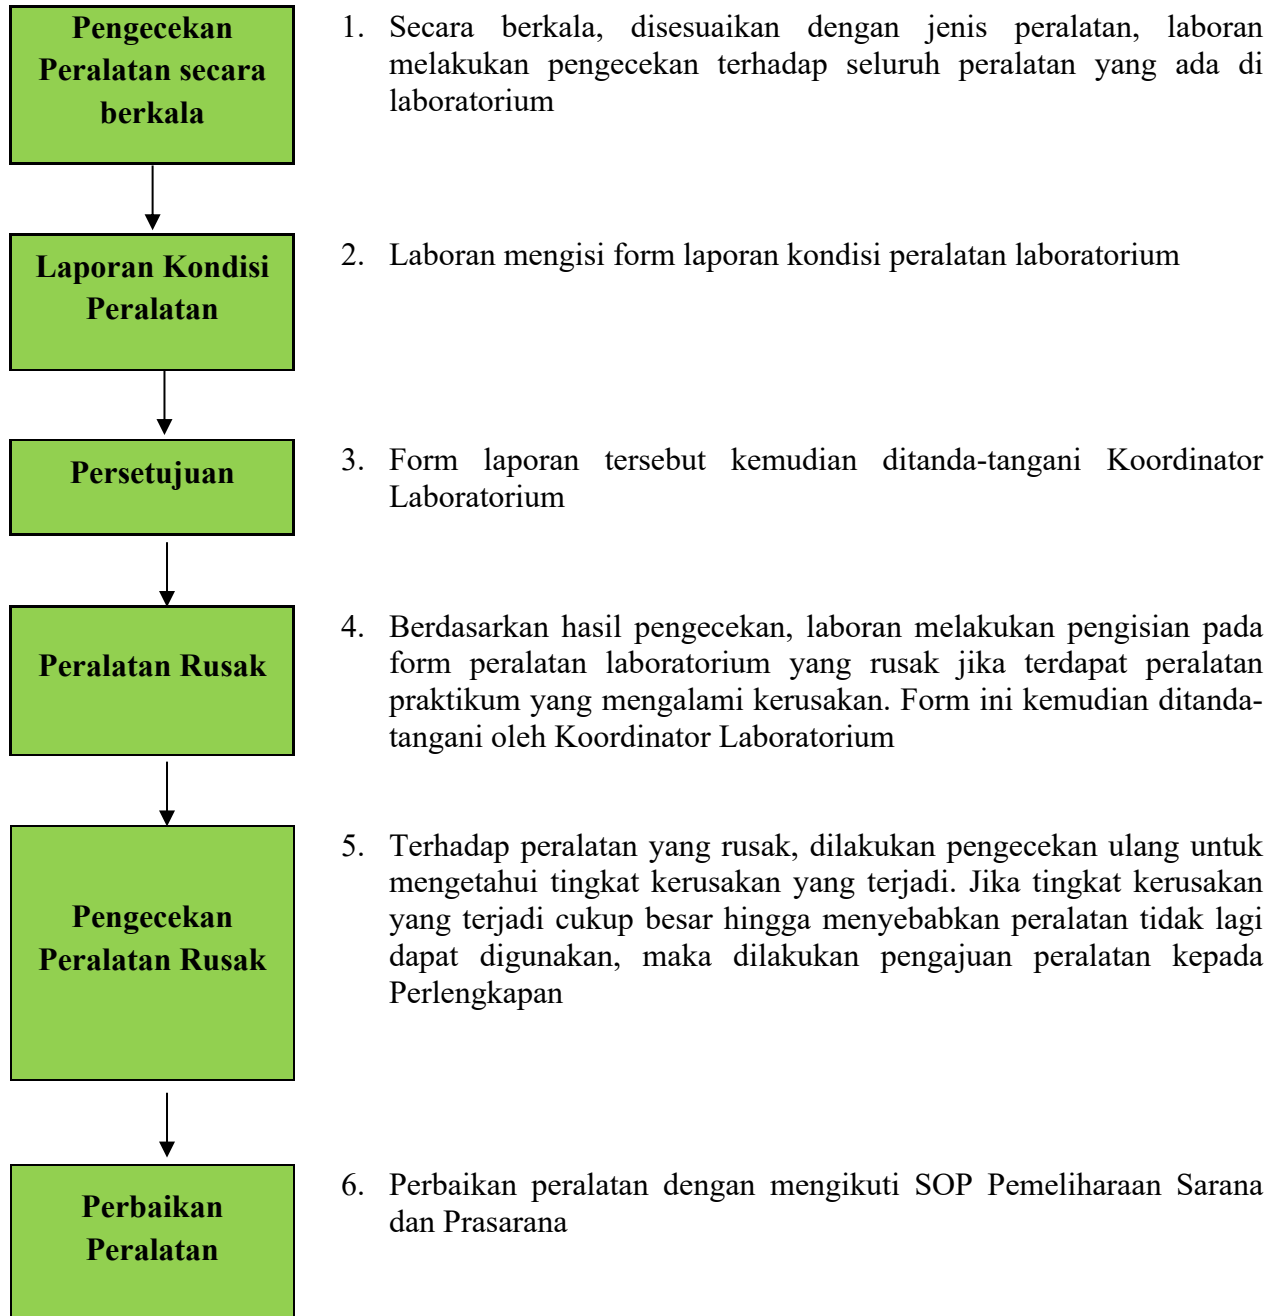 Pengecekan
Peralatan secara
berkala
1. Secara berkala, disesuaikan dengan jenis peralatan, laboran
melakukan pengecekan terhadap seluruh peralatan yang ada di
laboratorium
Laporan Kondisi
Peralatan
2. Laboran mengisi form laporan kondisi peralatan laboratorium
Persetujuan
3. Form laporan tersebut kemudian ditanda-tangani Koordinator
Laboratorium
Peralatan Rusak
4. Berdasarkan hasil pengecekan, laboran melakukan pengisian pada
form peralatan laboratorium yang rusak jika terdapat peralatan
praktikum yang mengalami kerusakan. Form ini kemudian ditanda-
tangani oleh Koordinator Laboratorium
Pengecekan
Peralatan Rusak
5. Terhadap peralatan yang rusak, dilakukan pengecekan ulang untuk
mengetahui tingkat kerusakan yang terjadi. Jika tingkat kerusakan
yang terjadi cukup besar hingga menyebabkan peralatan tidak lagi
dapat digunakan, maka dilakukan pengajuan peralatan kepada
Perlengkapan
Perbaikan
Peralatan
6. Perbaikan peralatan dengan mengikuti SOP Pemeliharaan Sarana
dan Prasarana